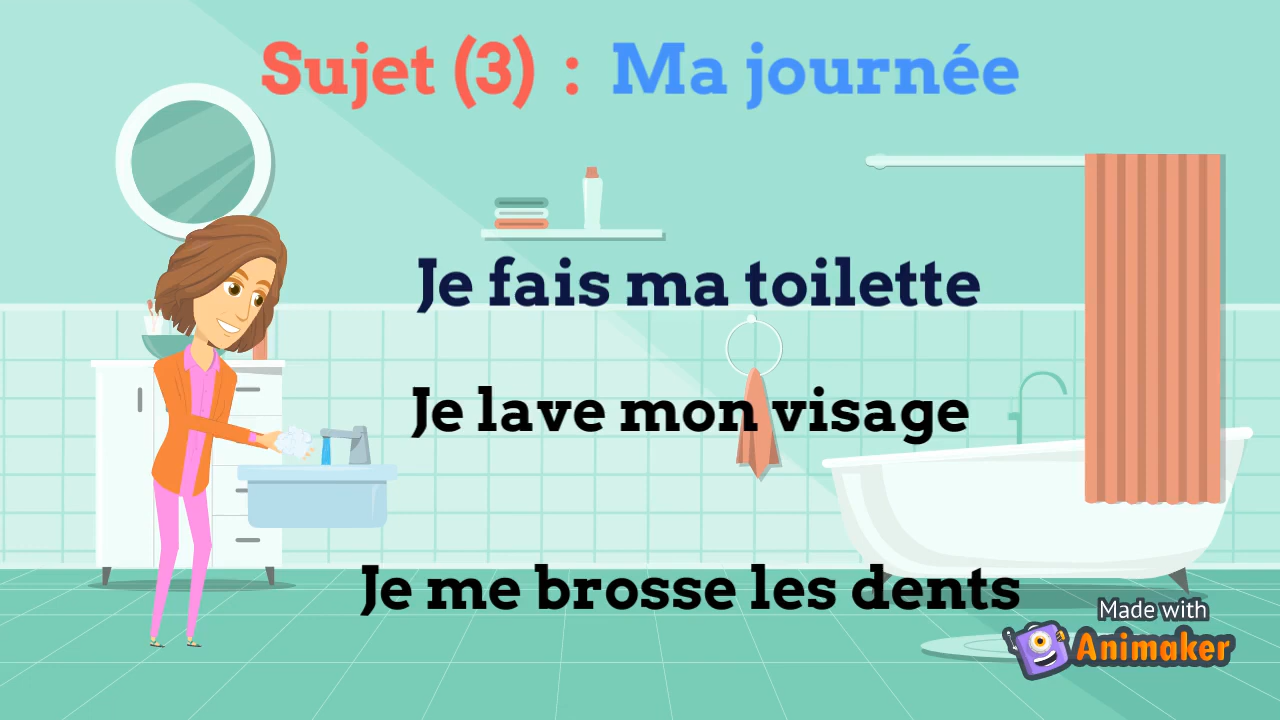 Sujet (3) : Ma journée
Je fais ma toilette
Je lave mon visage
Je me brosse les dents
Made with
Animaker